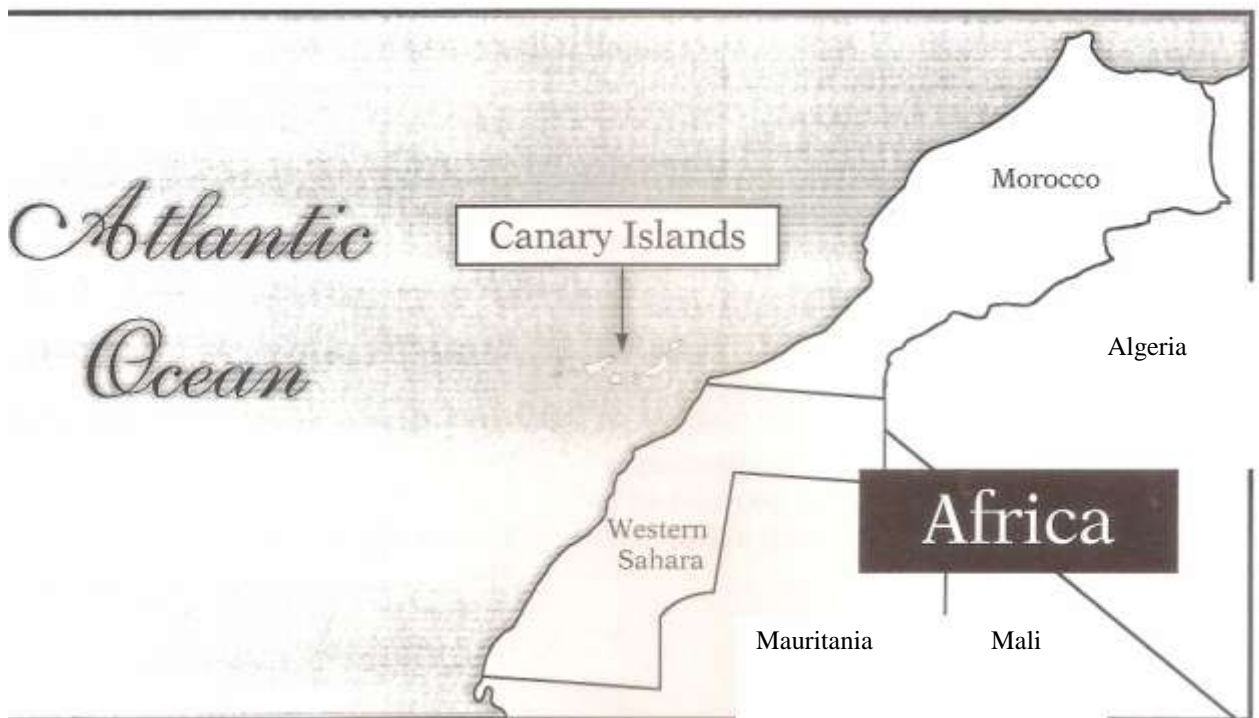 Morocco
Atlantic
Canary Islands
Ocean
Algeria
Africa
Western
Sahara
Mauritania
Mali